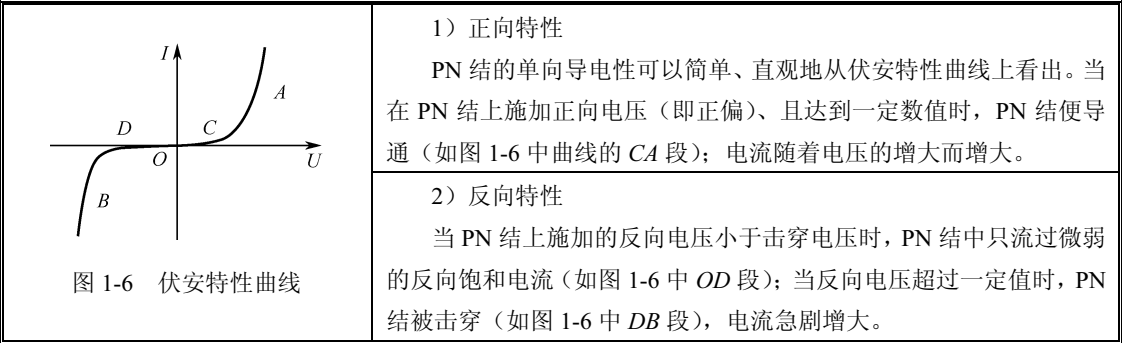 I
A
D
C
O
U
B
图 1-6 伏安特性曲线
1）正向特性
PN 结的单向导电性可以简单、直观地从伏安特性曲线上看出。当
在 PN 结上施加正向电压（即正偏）、且达到一定数值时，PN 结便导
通（如图 1-6 中曲线的 CA 段）；电流随着电压的增大而增大。
2）反向特性
当 PN 结上施加的反向电压小于击穿电压时，PN 结中只流过微弱
的反向饱和电流（如图 1-6 中 OD 段）；当反向电压超过一定值时，PN
结被击穿（如图 1-6 中 DB 段），电流急剧增大。